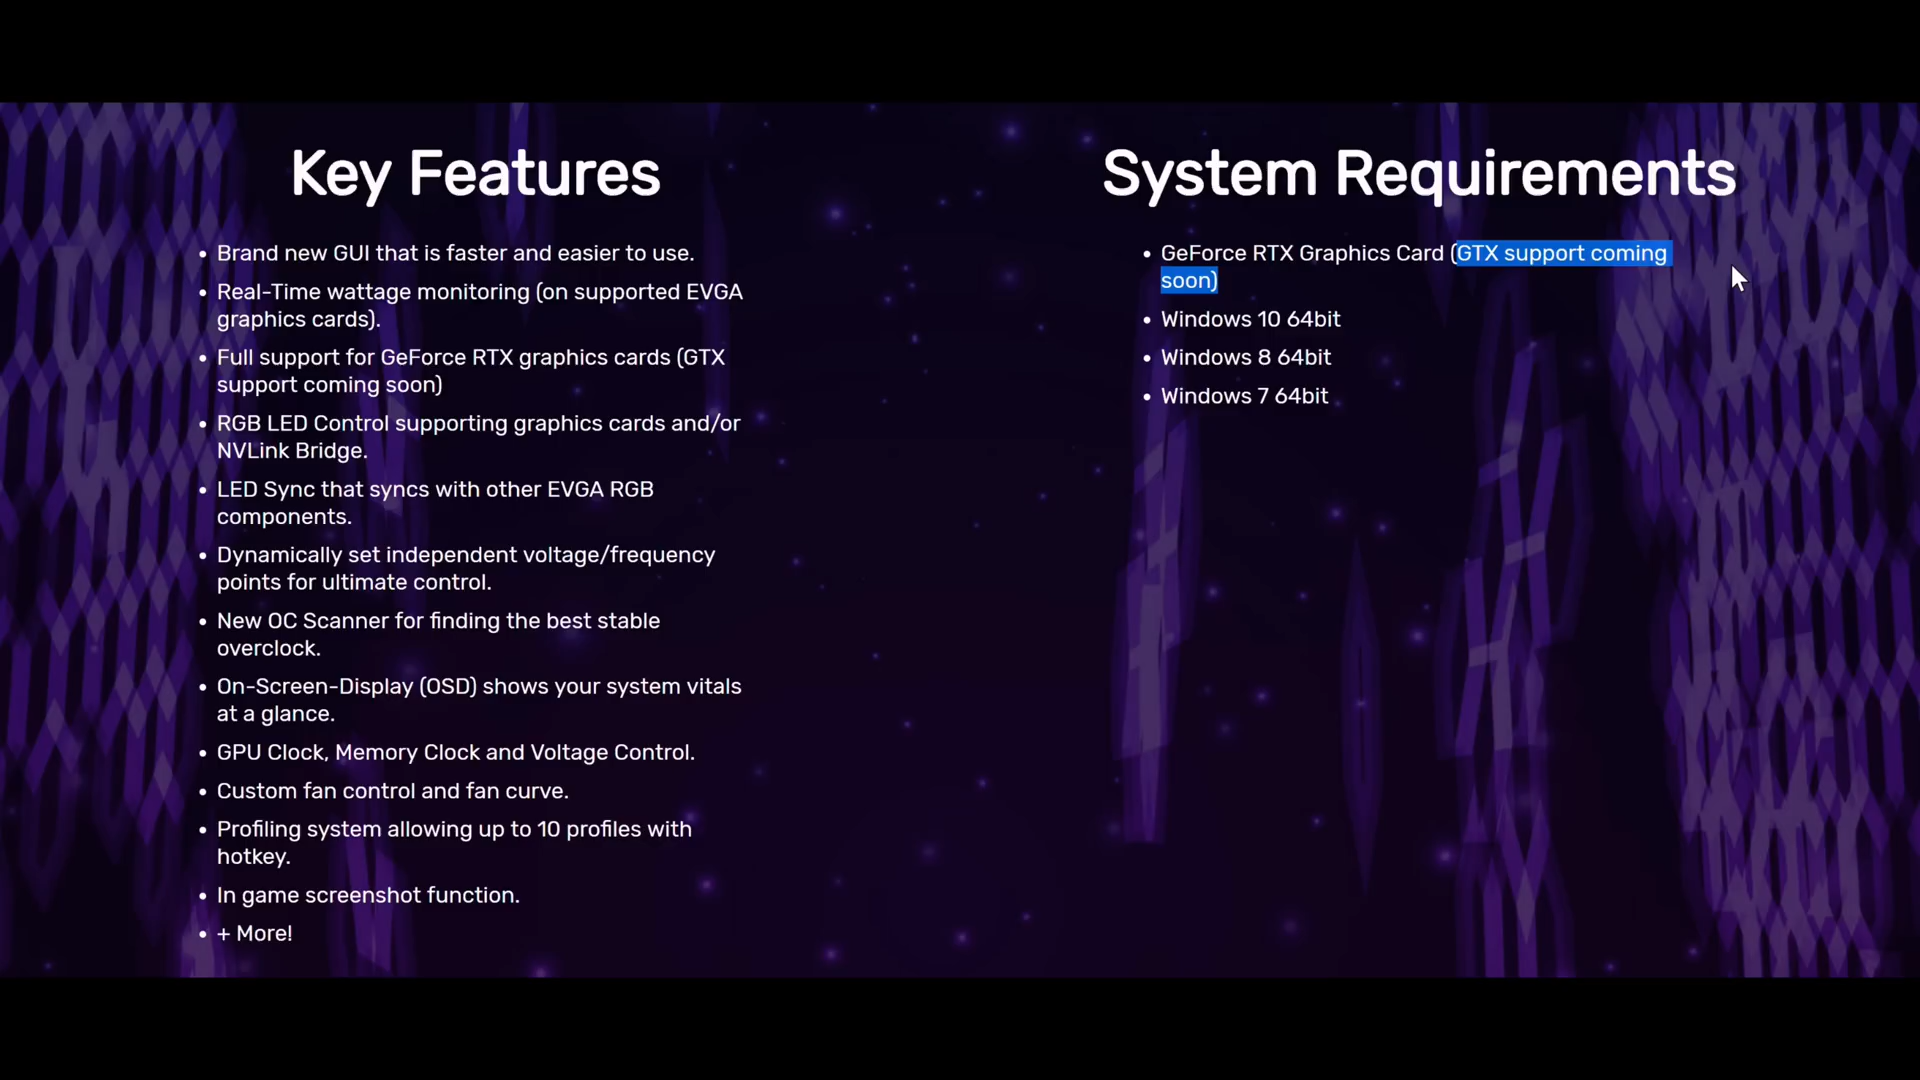 Key Features
• Brand new GUI that is faster and easier to use.
• Real-Time wattage monitoring (on supported EVGA
graphics cards).
• Full support for GeForce RTX graphics cards (GTX
support coming soon)
• RGB LED Control supporting graphics cards and/or
NVLink Bridge.
• LED Sync that syncs with other EVGA RGB
components.
• Dynamically set independent voltage/frequency
points for ultimate control.
• New OC Scanner for finding the best stable
overclock.
• On-Screen-Display (OSD) shows your system vitals
at a glance.
• GPU Clock, Memory Clock and Voltage Control.
• Custom fan control and fan curve.
• Profiling system allowing up to 10 profiles with
hotkey.
• In game screenshot function.
• + More!
System Requirements
• GeForce RTX Graphics Card (GTX support coming
soon)
• Windows 10 64bit
• Windows 8 64bit
• Windows 7 64bit